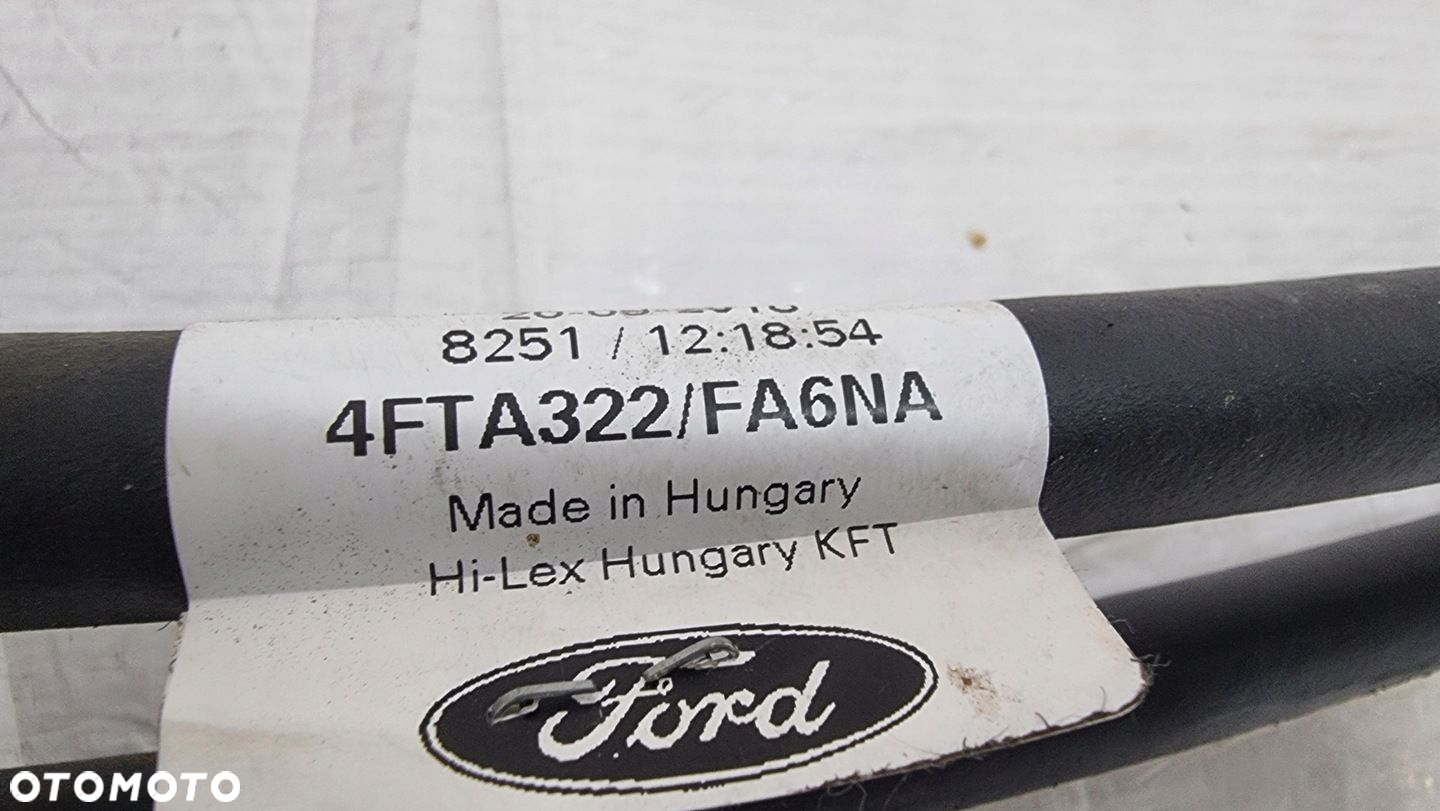 8251 / 12:18:54
4FTA322/FA6NA
Made in Hungary
Hi-Lex Hungary KFT
Ford
OTOMOTO